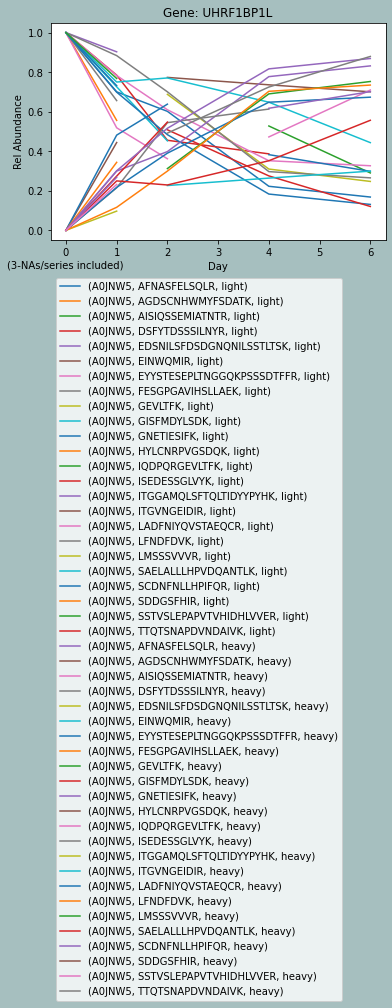 Gene: UHRF1BP1L
1.0
0.8
0.6
0.4
0.2
0.0
Rel Abundance
0 1 2 3 4 5 6
(3-NAs/series included)
Day
(A0JNW5, AFNASFELSQLR, light)
(A0JNW5, AGDSCNHWMYFSDATK, light)
(A0JNW5, AISIQSSEMIATNTR, light)
(A0JNW5, DSFYTDSSSILNYR, light)
(A0JNW5, EDSNILSFDSDGNQNILSSTLTSK, light)
(A0JNW5, EINWQMIR, light)
(A0JNW5, EYYSTESEPLTNGGQKPSSSDTFFR, light)
(A0JNW5, FESGPGAVIHSLLAEK, light)
(A0JNW5, GEVLTFK, light)
(A0JNW5, GISFMDYLSDK, light)
(A0JNW5, GNETIESIFK, light)
(A0JNW5, HYLCNRPVGSDQK, light)
(A0JNW5, IQDPQRGEVLTFK, light)
(A0JNW5, ISEDESSGLVYK, light)
(A0JNW5, ITGGAMQLSFTQLTIDYYPYHK, light)
(A0JNW5, ITGVNGEIDIR, light)
(A0JNW5, LADFNIYQVSTAEQCR, light)
(A0JNW5, LFNDFDVK, light)
(A0JNW5, LMSSSVVVR, light)
(A0JNW5, SAELALLLHPVDQANTLK, light)
(A0JNW5, SCDNFNLLHPIFQR, light)
(A0JNW5, SDDGSFHIR, light)
(A0JNW5, SSTVSLEPAPVTVHIDHLVVER, light)
(A0JNW5, TTQTSNAPDVNDAIVK, light)
(A0JNW5, AFNASFELSQLR, heavy)
(A0JNW5, AGDSCNHWMYFSDATK, heavy)
(A0JNW5, AISIQSSEMIATNTR, heavy)
(A0JNW5, DSFYTDSSSILNYR, heavy)
(A0JNW5, EDSNILSFDSDGNQNILSSTLTSK, heavy)
(A0JNW5, EINWQMIR, heavy)
(A0JNW5, EYYSTESEPLTNGGQKPSSSDTFFR, heavy)
(A0JNW5, FESGPGAVIHSLLAEK, heavy)
(A0JNW5, GEVLTFK, heavy)
(A0JNW5, GISFMDYLSDK, heavy)
(A0JNW5, GNETIESIFK, heavy)
(A0JNW5, HYLCNRPVGSDQK, heavy)
(A0JNW5, IQDPQRGEVLTFK, heavy)
(A0JNW5, ISEDESSGLVYK, heavy)
(A0JNW5, ITGGAMQLSFTQLTIDYYPYHK, heavy)
(A0JNW5, ITGVNGEIDIR, heavy)
(A0JNW5, LADFNIYQVSTAEQCR, heavy)
(A0JNW5, LFNDFDVK, heavy)
(A0JNW5, LMSSSVVVR, heavy)
(A0JNW5, SAELALLLHPVDQANTLK, heavy)
(A0JNW5, SCDNFNLLHPIFQR, heavy)
(A0JNW5, SDDGSFHIR, heavy)
(A0JNW5, SSTVSLEPAPVTVHIDHLVVER, heavy)
(A0JNW5, TTQTSNAPDVNDAIVK, heavy)